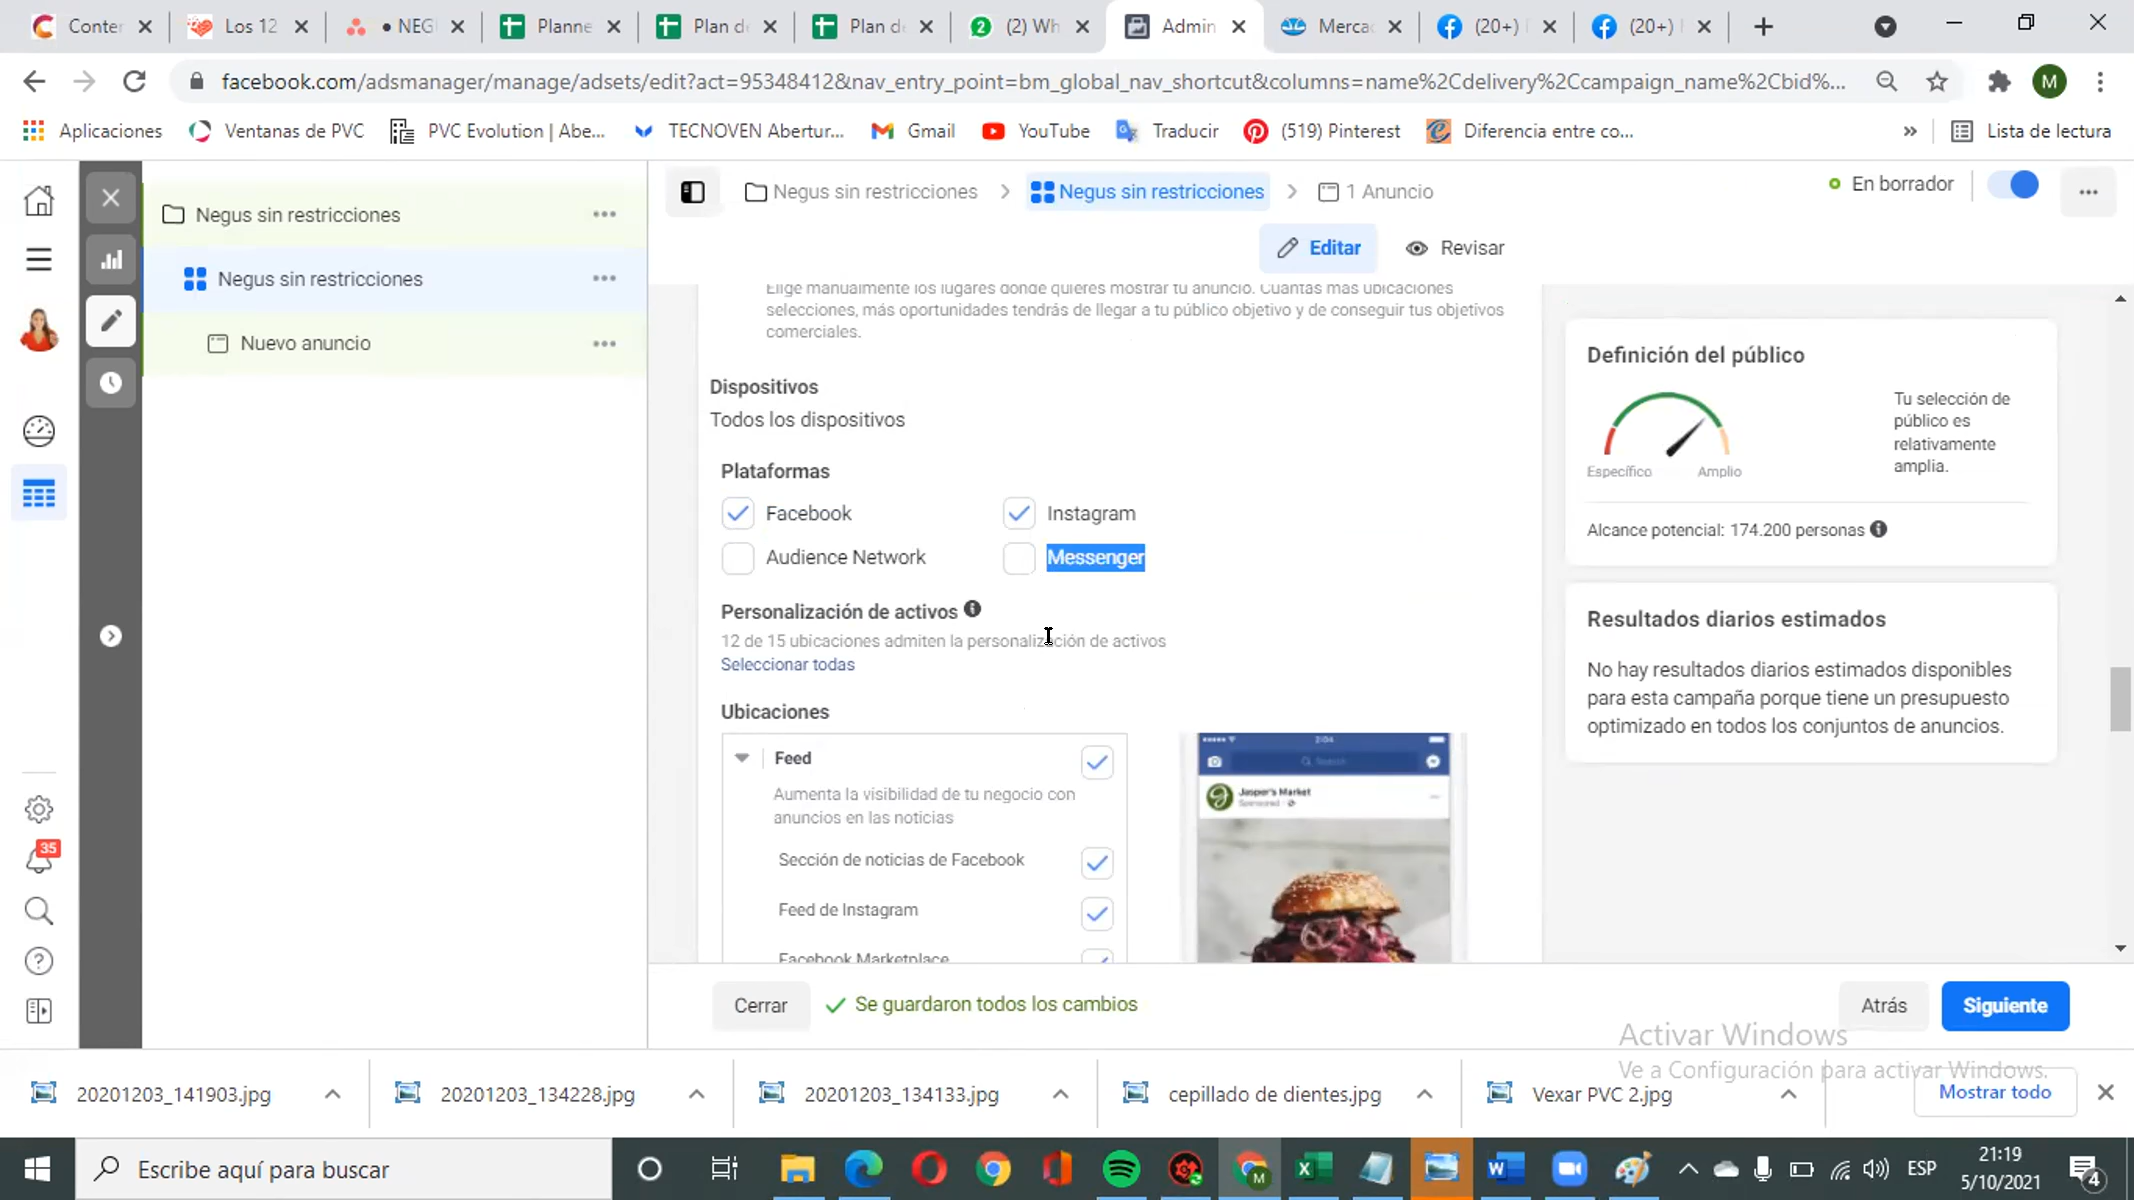 Conter
Los 12
• NEG
Planne
Plan de
Plan de
(2) Wh
Admin
Merca
(20+)
(20+)
facebook.com/adsmanager/manage/adsets/edit?act=95348412&nav_entry_point=bm_global_nav_shortcut&columns=name%2Cdelivery%2Ccampaign_name%2Cbid%...
M
Aplicaciones
Ventanas de PVC
PVC Evolution | Abe...
TECNOVEN Abertur...
Gmail
YouTube
Traducir
(519) Pinterest
Diferencia entre co...
»
Lista de lectura
Negus sin restricciones
Negus sin restricciones
Nuevo anuncio
Negus sin restricciones
Negus sin restricciones
1 Anuncio
En borrador
Editar
Revisar
Elige manualmente los lugares donde quieres mostrar tu anuncio. Cuantas más ubicaciones
selecciones, más oportunidades tendrás de llegar a tu público objetivo y de conseguir tus objetivos
comerciales.
Dispositivos
Todos los dispositivos
Plataformas
Facebook
Instagram
Audience Network
Messenger
Personalización de activos
12 de 15 ubicaciones admiten la personalización de activos
Seleccionar todas
Ubicaciones
Feed
Aumenta la visibilidad de tu negocio con
anuncios en las noticias
Sección de noticias de Facebook
Feed de Instagram
Facebook Marketplace
2:04
Search
Jasper's Market
Sponsored
Definición del público
Tu selección de
público es
relativamente
amplia.
Específico
Amplio
Alcance potencial: 174.200 personas
Resultados diarios estimados
No hay resultados diarios estimados disponibles
para esta campaña porque tiene un presupuesto
optimizado en todos los conjuntos de anuncios.
35
Cerrar
Se guardaron todos los cambios
Atrás
Siguiente
Activar Windows
Ve a Configuración para activar Windows.
20201203_141903.jpg
20201203_134228.jpg
20201203_134133.jpg
cepillado de dientes.jpg
Vexar PVC 2.jpg
Mostrar todo
Escribe aquí para buscar
ESP
21:19
5/10/2021
4